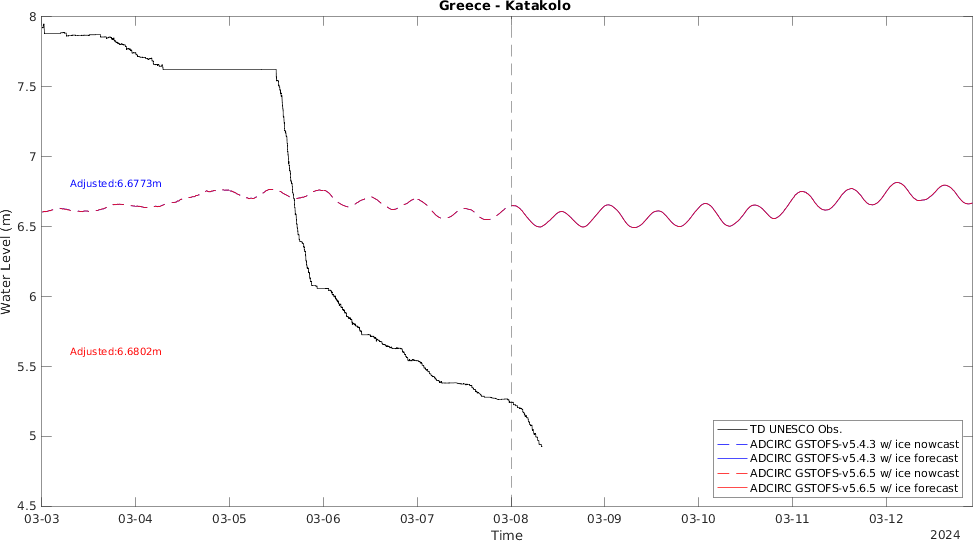 Greece - Katakolo
8
7.5
7
6.5
6
5.5
5
4.5
Water Level (m)
Adjusted:6.6773m
Adjusted:6.6802m
TD UNESCO Obs.
ADCIRC GSTOFS-v5.4.3 w/ ice nowcast
ADCIRC GSTOFS-v5.4.3 w/ ice forecast
ADCIRC GSTOFS-v5.6.5 w/ ice nowcast
ADCIRC GSTOFS-v5.6.5 w/ ice forecast
03-03 03-04 03-05 03-06 03-07 03-08 03-09 03-10 03-11 03-12
Time
2024